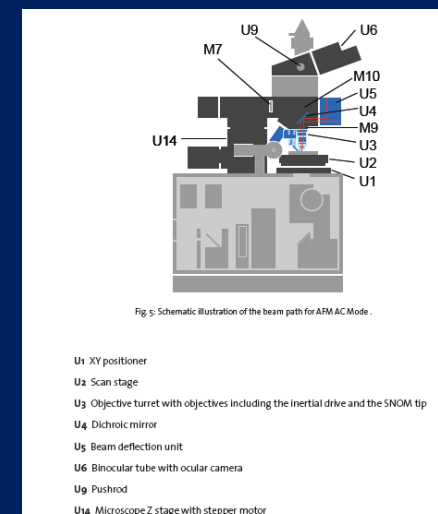 U9
U6
M7
M10
U5
U4
M9
U14
U3
U2
U1
Fig. 5: Schematic illustration of the beam path for AFM AC Mode .
U1 XY positioner
U2 Scan stage
U3 Objective turret with objectives including the inertial drive and the SNOM tip
U4 Dichroic mirror
U5 Beam deflection unit
U6 Binocular tube with ocular camera
U9 Pushrod
U14 Microscope Z stage with stepper motor